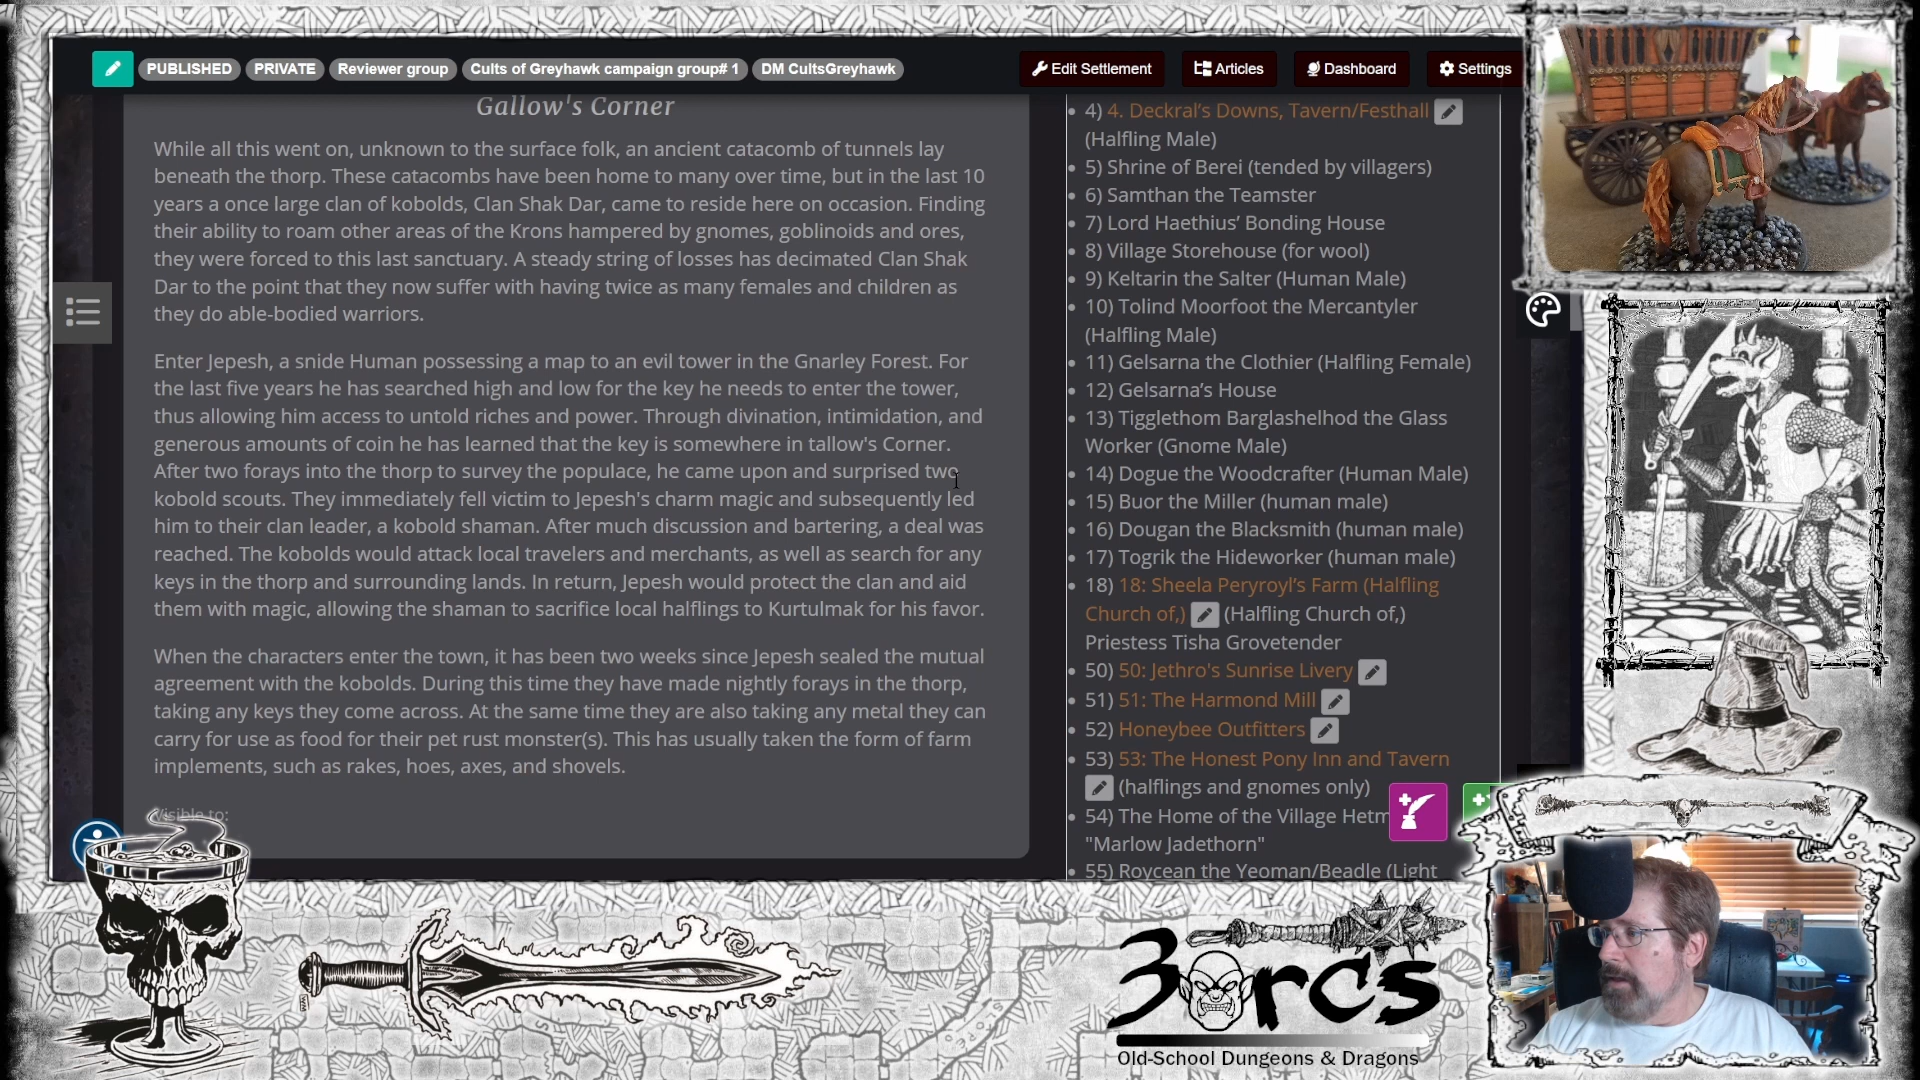 PUBLISHED
PRIVATE
Reviewer group
Cults of Greyhawk campaign group# 1
DM CultsGreyhawk
Edit Settlement
Articles
Dashboard
Settings
Gallow's Corner
While all this went on, unknown to the surface folk, an ancient catacomb of tunnels lay
beneath the thorp. These catacombs have been home to many over time, but in the last 10
years a once large clan of kobolds, Clan Shak Dar, came to reside here on occasion. Finding
their ability to roam other areas of the Krons hampered by gnomes, goblinoids and ores,
they were forced to this last sanctuary. A steady string of losses has decimated Clan Shak
Dar to the point that they now suffer with having twice as many females and children as
they do able-bodied warriors.
Enter Jepesh, a snide Human possessing a map to an evil tower in the Gnarley Forest. For
the last five years he has searched high and low for the key he needs to enter the tower,
thus allowing him access to untold riches and power. Through divination, intimidation, and
generous amounts of coin he has learned that the key is somewhere in tallow's Corner.
After two forays into the thorp to survey the populace, he came upon and surprised two
kobold scouts. They immediately fell victim to Jepesh's charm magic and subsequently led
him to their clan leader, a kobold shaman. After much discussion and bartering, a deal was
reached. The kobolds would attack local travelers and merchants, as well as search for any
keys in the thorp and surrounding lands. In return, Jepesh would protect the clan and aid
them with magic, allowing the shaman to sacrifice local halflings to Kurtulmak for his favor.
When the characters enter the town, it has been two weeks since Jepesh sealed the mutual
agreement with the kobolds. During this time they have made nightly forays in the thorp,
taking any keys they come across. At the same time they are also taking any metal they can
carry for use as food for their pet rust monster(s). This has usually taken the form of farm
implements, such as rakes, hoes, axes, and shovels.
Visible to:
4) 4. Deckral's Downs, Tavern/Festhall
(Halfling Male)
5) Shrine of Berei (tended by villagers)
6) Samthan the Teamster
7) Lord Haethius' Bonding House
8) Village Storehouse (for wool)
9) Keltarin the Salter (Human Male)
10) Tolind Moorfoot the Mercantyler
(Halfling Male)
11) Gelsarna the Clothier (Halfling Female)
12) Gelsarna's House
13) Tigglethom Barglashelhod the Glass
Worker (Gnome Male)
14) Dogue the Woodcrafter (Human Male)
15) Buor the Miller (human male)
16) Dougan the Blacksmith (human male)
17) Togrik the Hideworker (human male)
18) 18: Sheela Peryroyl's Farm (Halfling
Church of,) (Halfling Church of,)
Priestess Tisha Grovetender
50) 50: Jethro's Sunrise Livery
51) 51: The Harmond Mill
52) Honeybee Outfitters
53) 53: The Honest Pony Inn and Tavern
(halflings and gnomes only)
54) The Home of the Village Hetm
"Marlow Jadethorn"
55) Roycean the Yeoman/Beadle (Light
3 orcs
Old-School Dungeons & Dragons